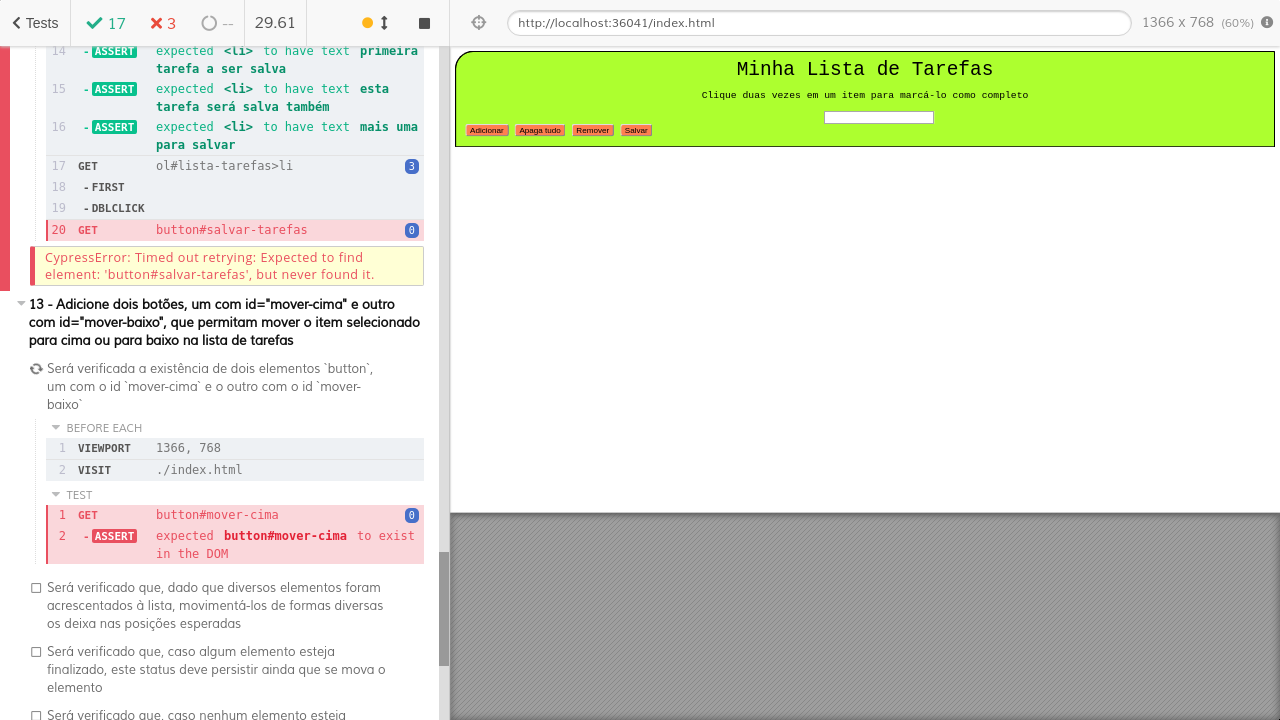 Tests
17
3
--
29.61
http://localhost:36041/index.html
1366 x 768 (60%)
14 - ASSERT expected <li> to have text primeira
tarefa a ser salva
15 - ASSERT expected <li> to have text esta
tarefa será salva também
16 - ASSERT expected <li> to have text mais uma
para salvar
17 GET ol#lista-tarefas>li 3
18 - FIRST
19 - DBLCLICK
20 GET button#salvar-tarefas 0
CypressError: Timed out retrying: Expected to find
element: 'button#salvar-tarefas', but never found it.
13 - Adicione dois botões, um com id="mover-cima" e outro
com id="mover-baixo", que permitam mover o item selecionado
para cima ou para baixo na lista de tarefas
Será verificada a existência de dois elementos `button`,
um com o id `mover-cima` e o outro com o id `mover-
baixo`
BEFORE EACH
1 VIEWPORT 1366, 768
2 VISIT ./index.html
TEST
1 GET button#mover-cima 0
2 - ASSERT expected button#mover-cima to exist
in the DOM
Será verificado que, dado que diversos elementos foram
acrescentados à lista, movimentá-los de formas diversas
os deixa nas posições esperadas
Será verificado que, caso algum elemento esteja
finalizado, este status deve persistir ainda que se mova o
elemento
Será verificado que, caso nenhum elemento esteja
Minha Lista de Tarefas
Clique duas vezes em um item para marcá-lo como completo
Adicionar Apaga tudo Remover Salvar